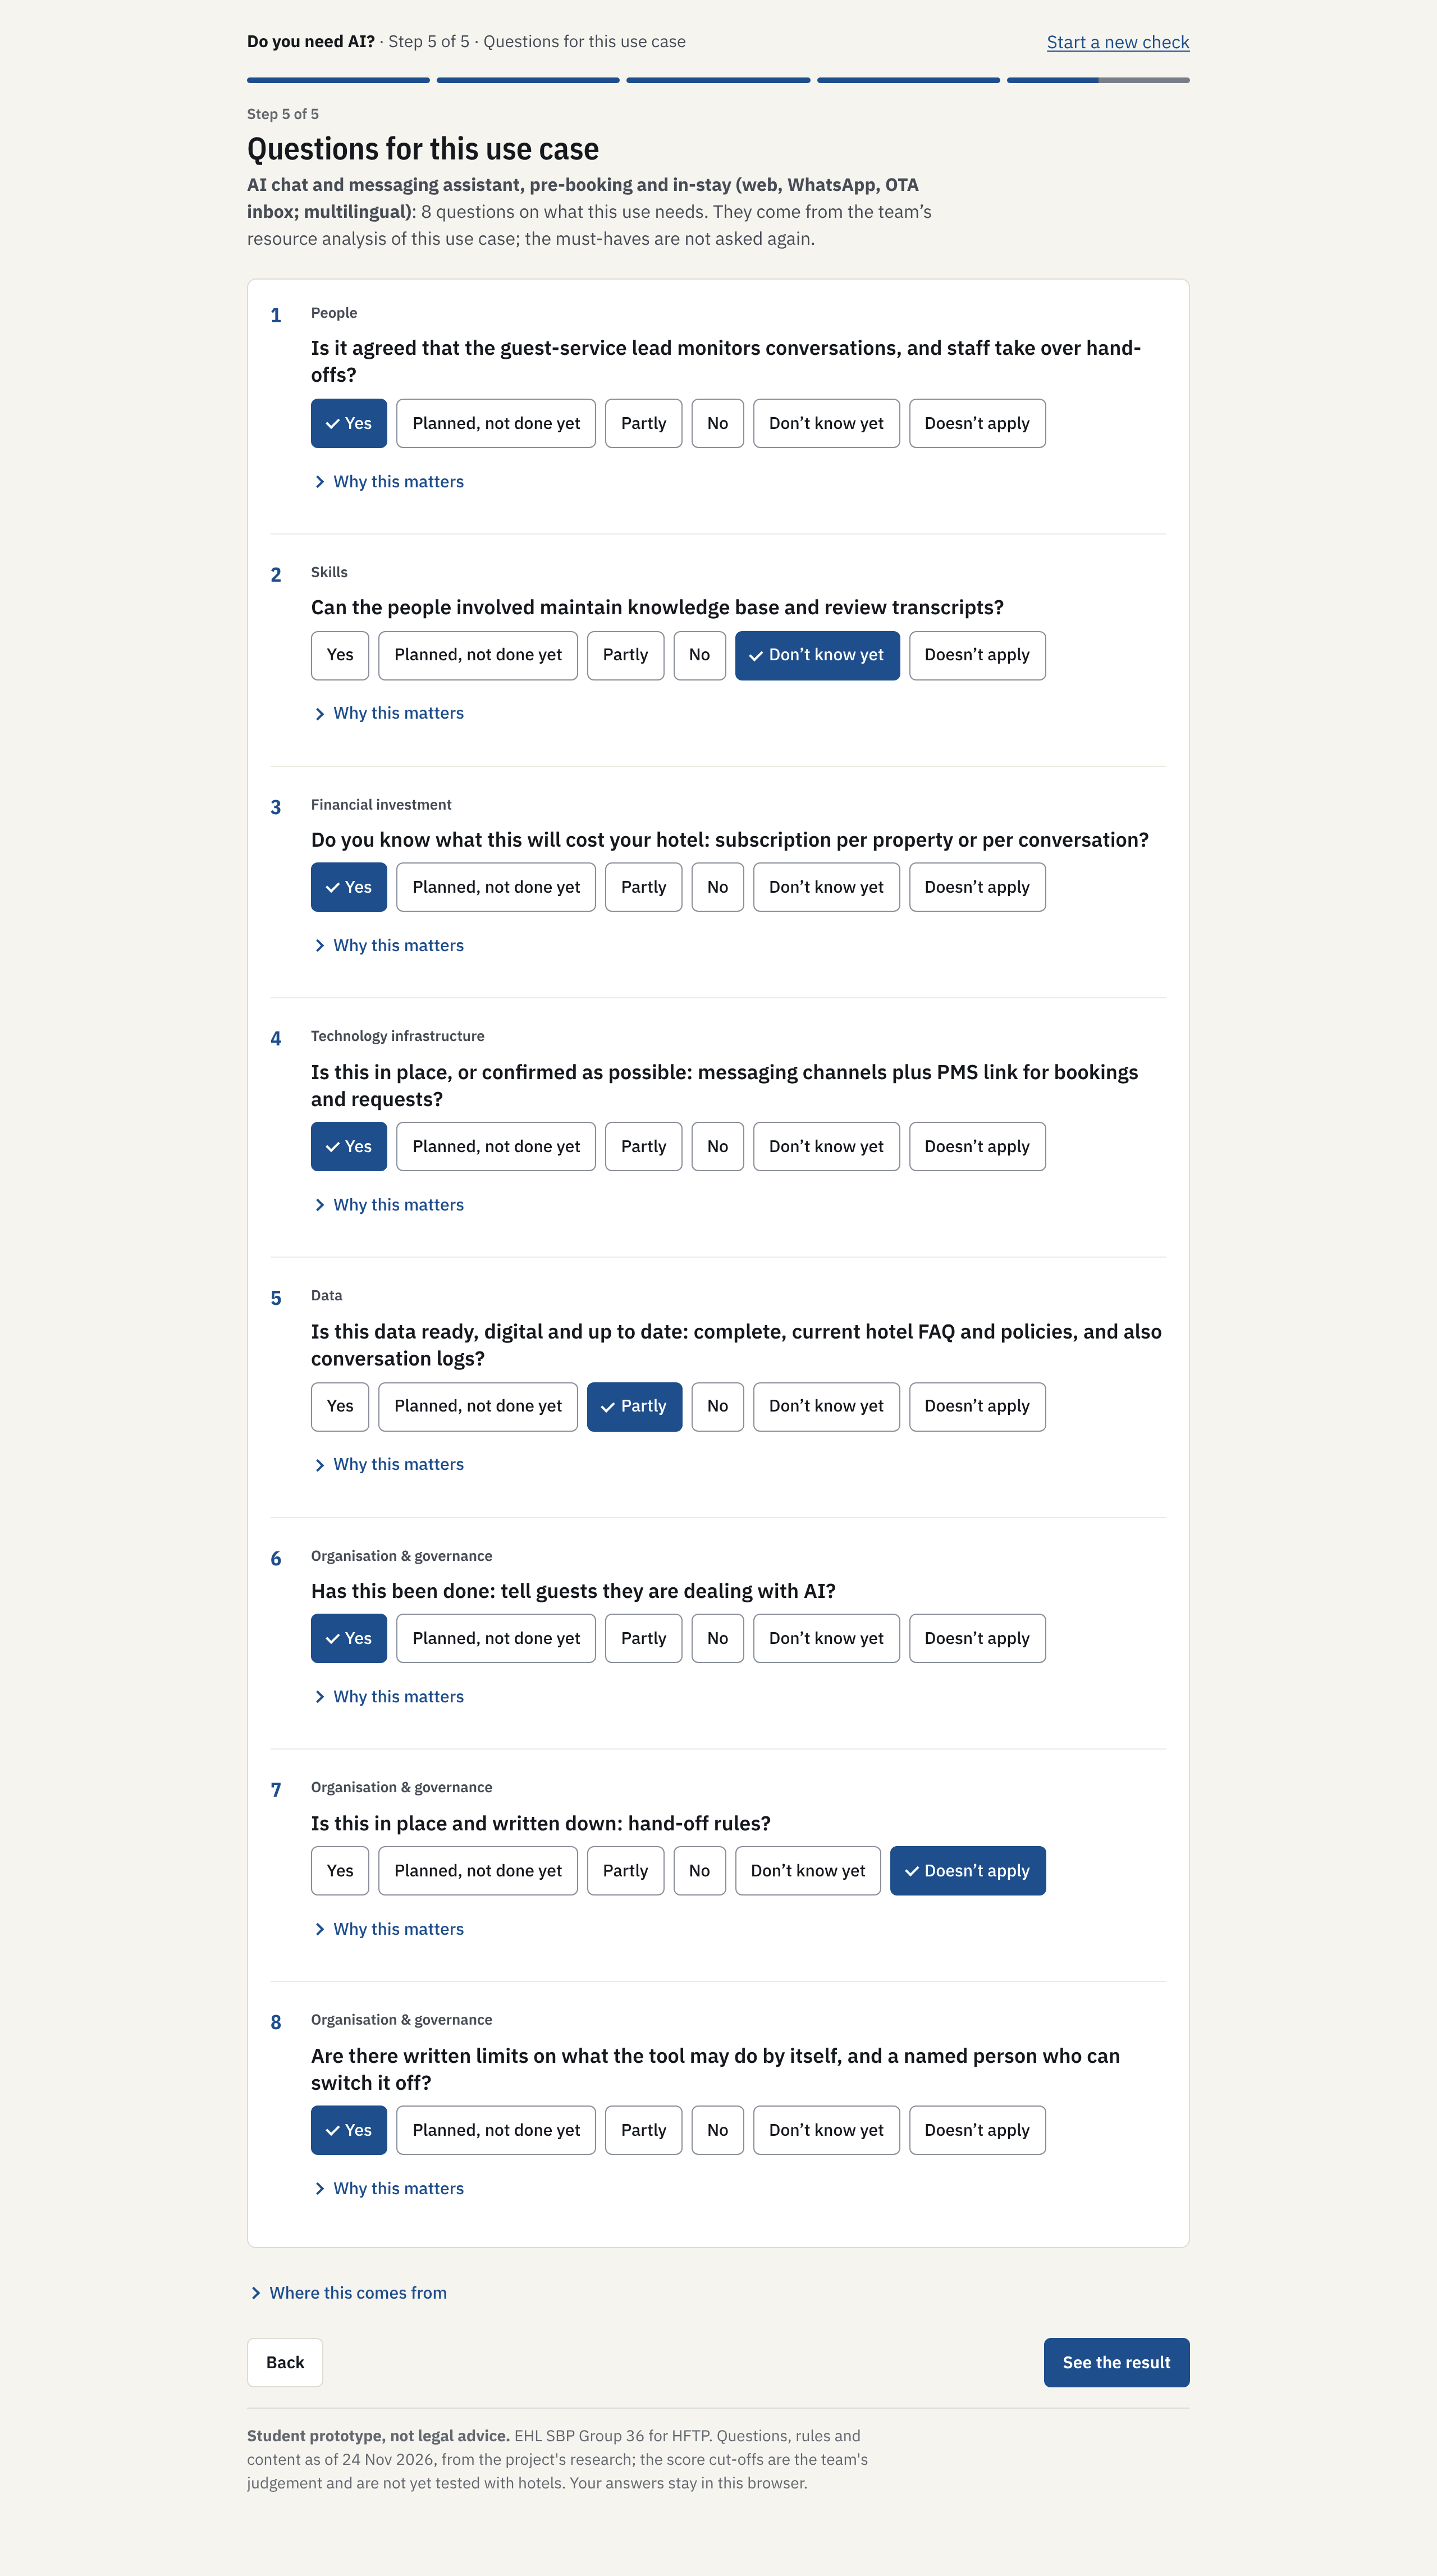 Do you need AI? · Step 5 of 5 · Questions for this use case
Start a new check
Step 5 of 5
Questions for this use case
AI chat and messaging assistant, pre-booking and in-stay (web, WhatsApp, OTA
inbox; multilingual): 8 questions on what this use needs. They come from the team’s
resource analysis of this use case; the must-haves are not asked again.
1
People
Is it agreed that the guest-service lead monitors conversations, and staff take over hand-
offs?
Yes
Planned, not done yet
Partly
No
Don’t know yet
Doesn’t apply
Why this matters
2
Skills
Can the people involved maintain knowledge base and review transcripts?
Yes
Planned, not done yet
Partly
No
Don’t know yet
Doesn’t apply
Why this matters
3
Financial investment
Do you know what this will cost your hotel: subscription per property or per conversation?
Yes
Planned, not done yet
Partly
No
Don’t know yet
Doesn’t apply
Why this matters
4
Technology infrastructure
Is this in place, or confirmed as possible: messaging channels plus PMS link for bookings
and requests?
Yes
Planned, not done yet
Partly
No
Don’t know yet
Doesn’t apply
Why this matters
5
Data
Is this data ready, digital and up to date: complete, current hotel FAQ and policies, and also
conversation logs?
Yes
Planned, not done yet
Partly
No
Don’t know yet
Doesn’t apply
Why this matters
6
Organisation & governance
Has this been done: tell guests they are dealing with AI?
Yes
Planned, not done yet
Partly
No
Don’t know yet
Doesn’t apply
Why this matters
7
Organisation & governance
Is this in place and written down: hand-off rules?
Yes
Planned, not done yet
Partly
No
Don’t know yet
Doesn’t apply
Why this matters
8
Organisation & governance
Are there written limits on what the tool may do by itself, and a named person who can
switch it off?
Yes
Planned, not done yet
Partly
No
Don’t know yet
Doesn’t apply
Why this matters
Where this comes from
Back
See the result
Student prototype, not legal advice. EHL SBP Group 36 for HFTP. Questions, rules and
content as of 24 Nov 2026, from the project's research; the score cut-offs are the team's
judgement and are not yet tested with hotels. Your answers stay in this browser.